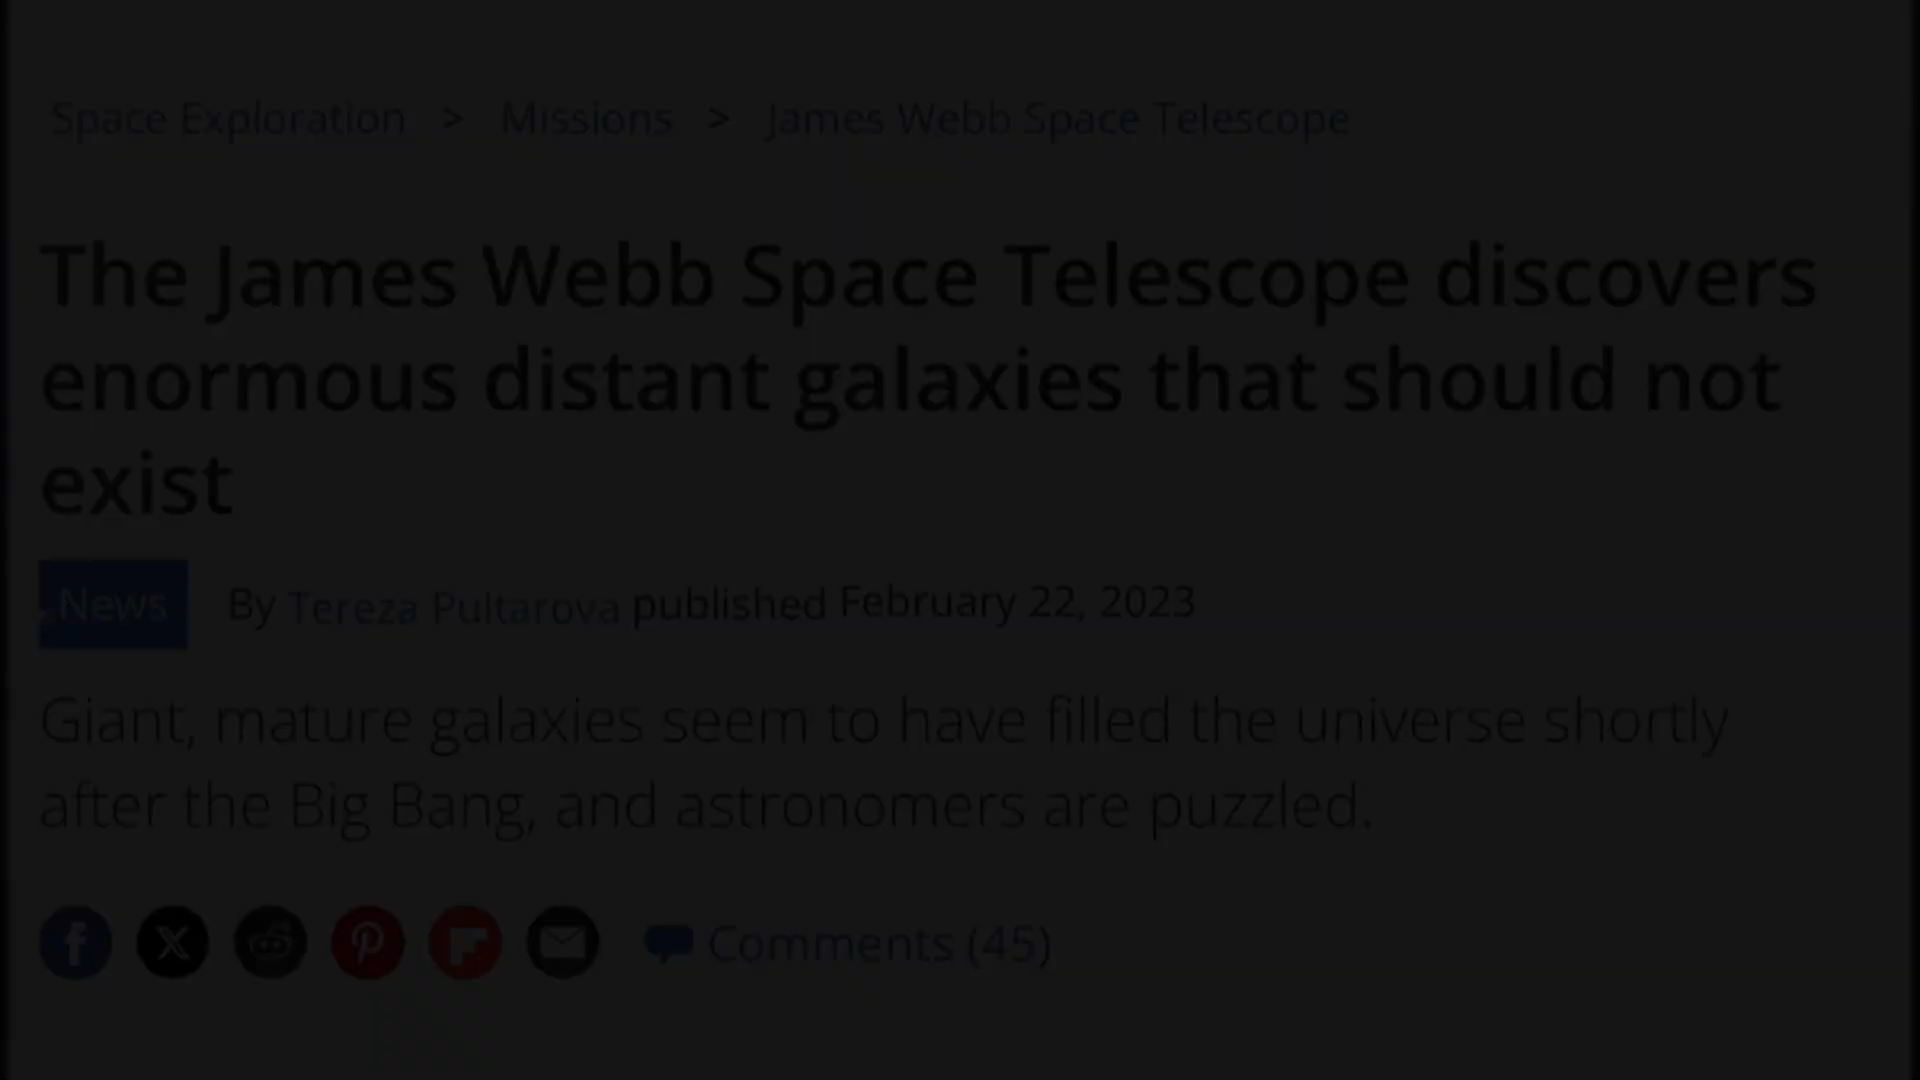 Space Exploration > Missions > James Webb Space Telescope
The James Webb Space Telescope discovers
enormous distant galaxies that should not
exist
News By Tereza Pultarova published February 22, 2023
Giant, mature galaxies seem to have filled the universe shortly
after the Big Bang, and astronomers are puzzled.
Comments (45)